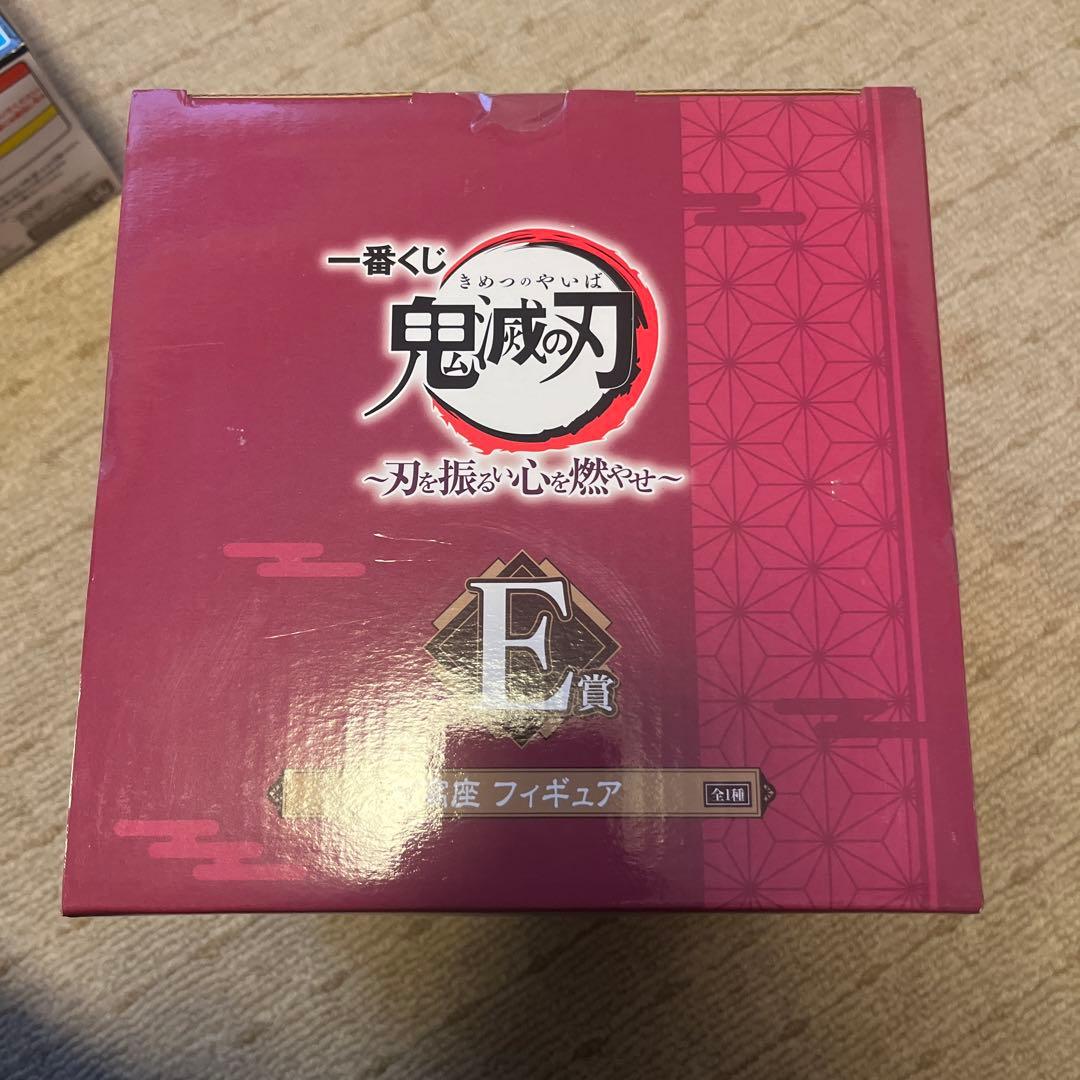 一番くじ
きめつのやいば
鬼滅の刃
～刃を振るい心を燃やせ～
E賞
窩座 フィギュア
全1種